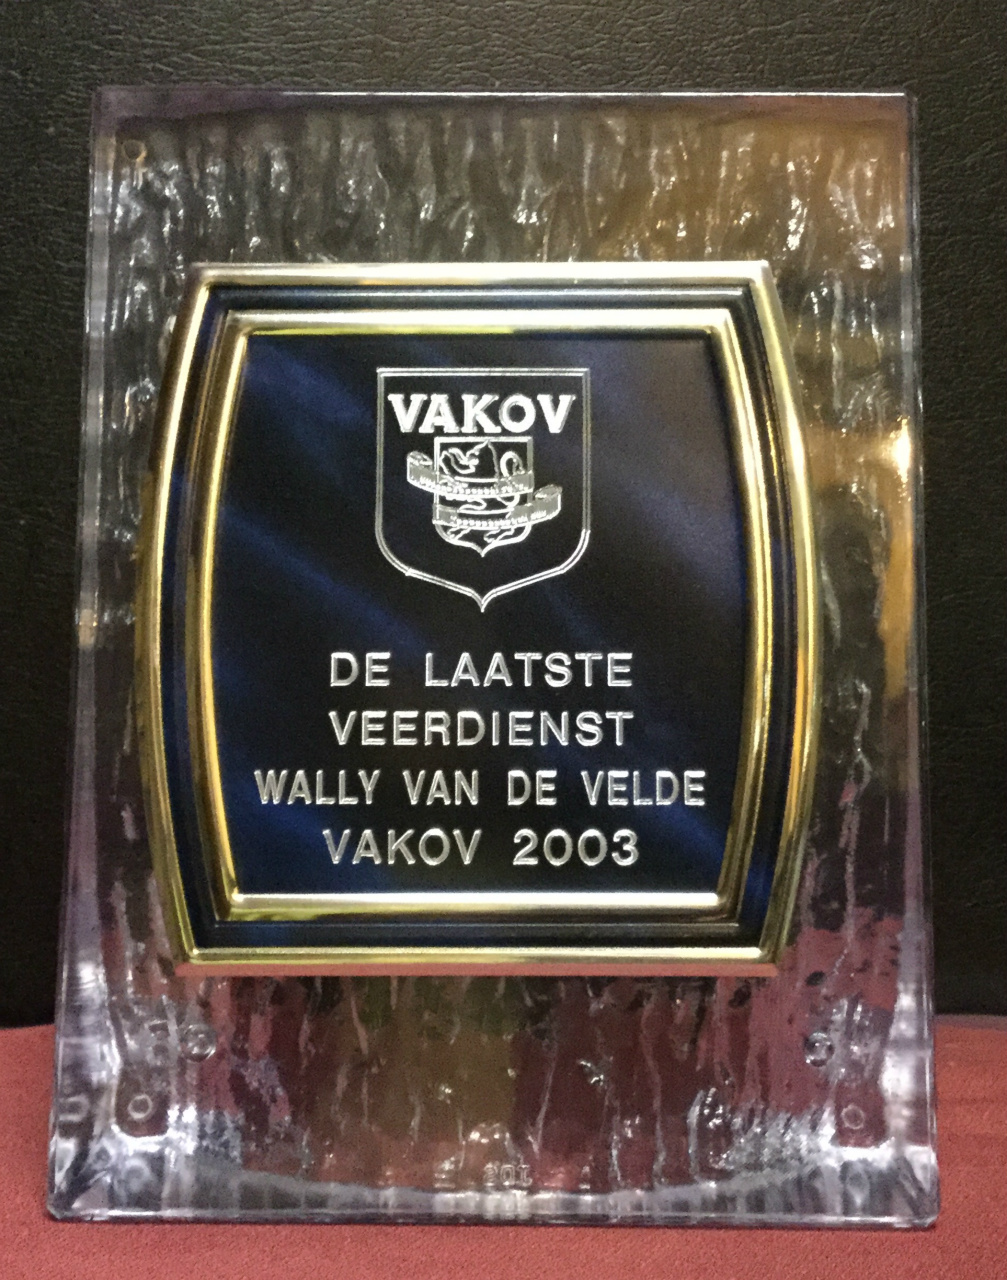 VAKOV
DE LAATSTE
VEERDIENST
WALLY VAN DE VELDE
VAKOV 2003